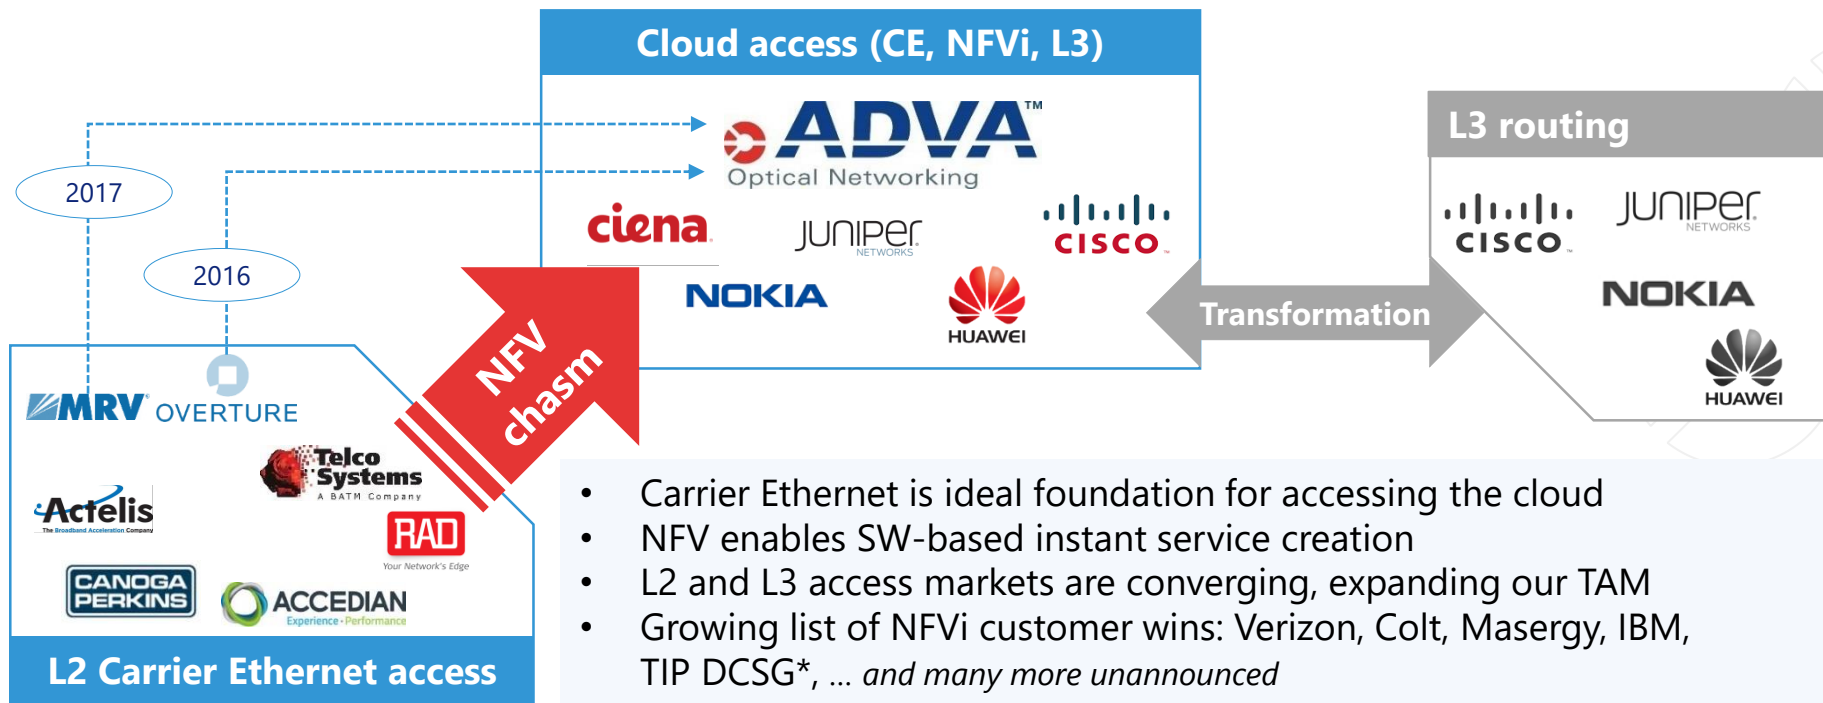 Cloud access (CE, NFVi, L3)
ADVA™
Optical Networking
ciena
JUNIPER
NETWORKS
CISCO
NOKIA
HUAWEI
L3 routing
CISCO
JUNIPER
NETWORKS
NOKIA
HUAWEI
Transformation
2017
2016
NFV
chasm
MRV
OVERTURE
Telco
Systems
A BATM Company
Actelis
The Broadband Acceleration Company
RAD
Your Network's Edge
CANOGA
PERKINS
ACCEDIAN
Experience • Performance
L2 Carrier Ethernet access
• Carrier Ethernet is ideal foundation for accessing the cloud
• NFV enables SW-based instant service creation
• L2 and L3 access markets are converging, expanding our TAM
• Growing list of NFVi customer wins: Verizon, Colt, Masergy, IBM,
TIP DCSG*, ... and many more unannounced